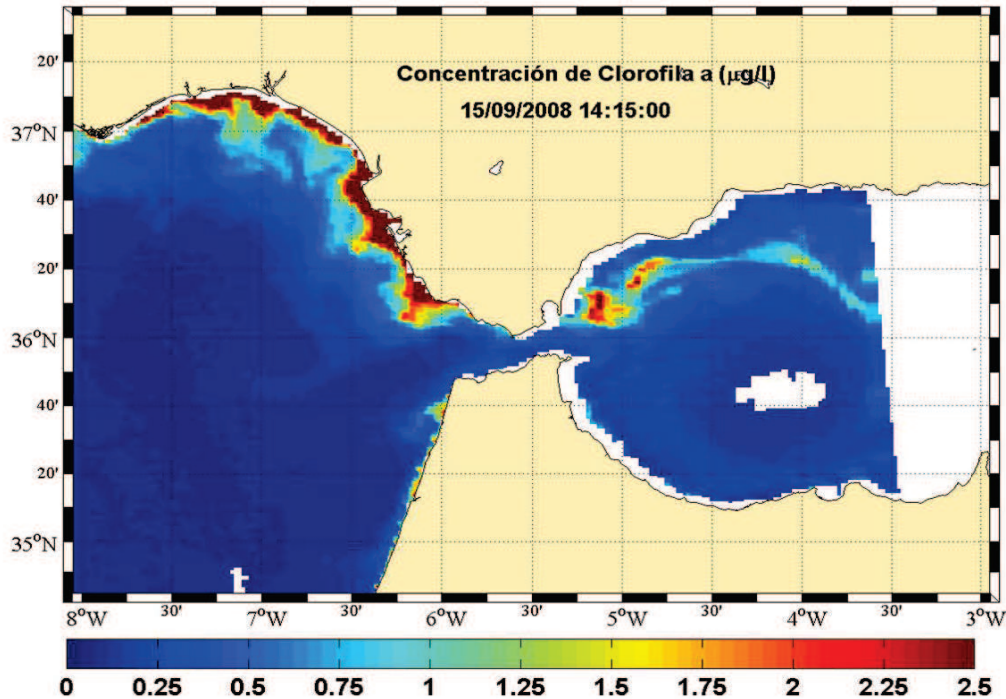 Concentración de Clorofila a (µg/l)
15/09/2008 14:15:00
20'
37°N
40'
20'
36°N
40'
20'
35°N
8°W 30' 7°W 30' 6°W 30' 5°W 30' 4°W 30' 3°W
0 0.25 0.5 0.75 1 1.25 1.5 1.75 2 2.25 2.5